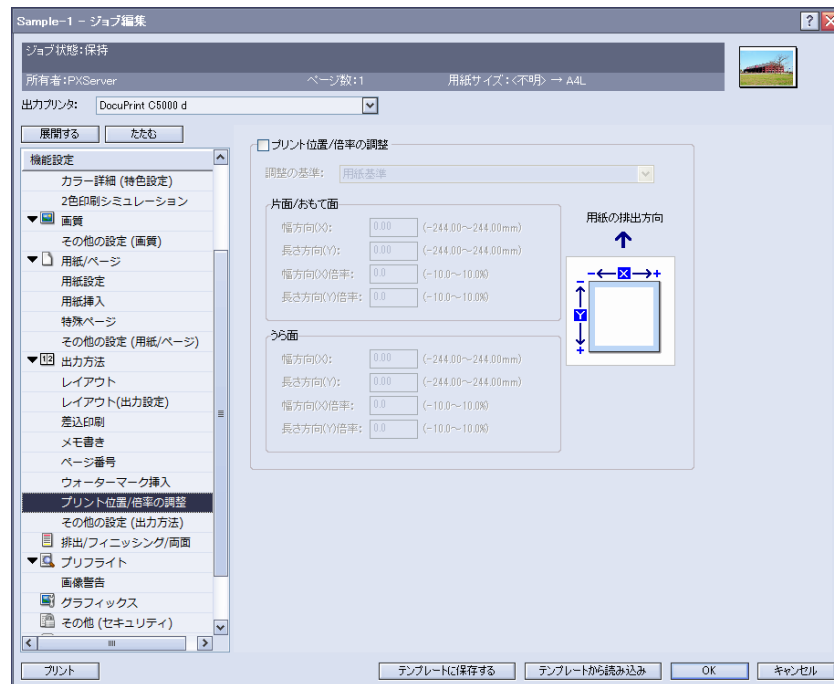 Sample-1 - ジョブ編集
ジョブ状態:保持
所有者:PXServer ページ数:1 用紙サイズ:<不明> → A4L
出力プリンタ: DocuPrint C5000 d
展開する たたむ
機能設定
カラー詳細 (特色設定)
2色印刷シミュレーション
画質
その他の設定 (画質)
用紙/ページ
用紙設定
用紙挿入
特殊ページ
その他の設定 (用紙/ページ)
出力方法
レイアウト
レイアウト(出力設定)
差込印刷
メモ書き
ページ番号
ウォーターマーク挿入
プリント位置/倍率の調整
その他の設定 (出力方法)
排出/フィニッシング/両面
プリフライト
画像警告
グラフィックス
その他 (セキュリティ)
プリント位置/倍率の調整
調整の基準: 用紙基準
片面/おもて面
幅方向(X): 0.00 (-244.00～244.00mm)
長さ方向(Y): 0.00 (-244.00～244.00mm)
幅方向(X)倍率: 0.0 (-10.0～10.0%)
長さ方向(Y)倍率: 0.0 (-10.0～10.0%)
うら面
幅方向(X): 0.00 (-244.00～244.00mm)
長さ方向(Y): 0.00 (-244.00～244.00mm)
幅方向(X)倍率: 0.0 (-10.0～10.0%)
長さ方向(Y)倍率: 0.0 (-10.0～10.0%)
用紙の排出方向
- X +
-
Y
+
プリント テンプレートに保存する テンプレートから読み込み OK キャンセル